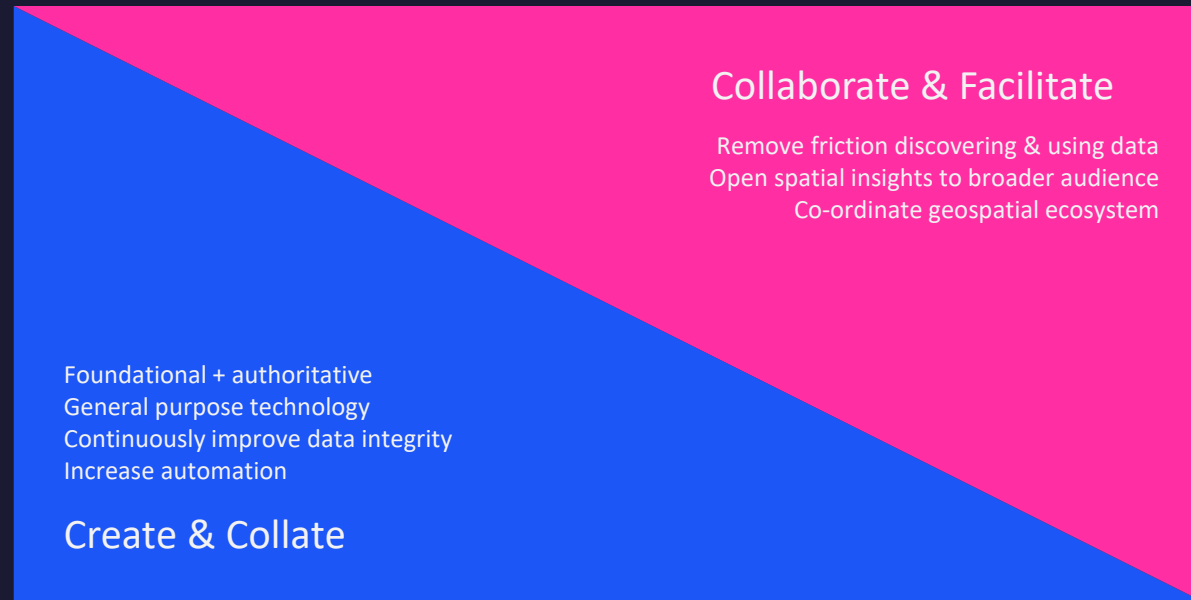 Collaborate & Facilitate
Remove friction discovering & using data
Open spatial insights to broader audience
Co-ordinate geospatial ecosystem
Foundational + authoritative
General purpose technology
Continuously improve data integrity
Increase automation
Create & Collate